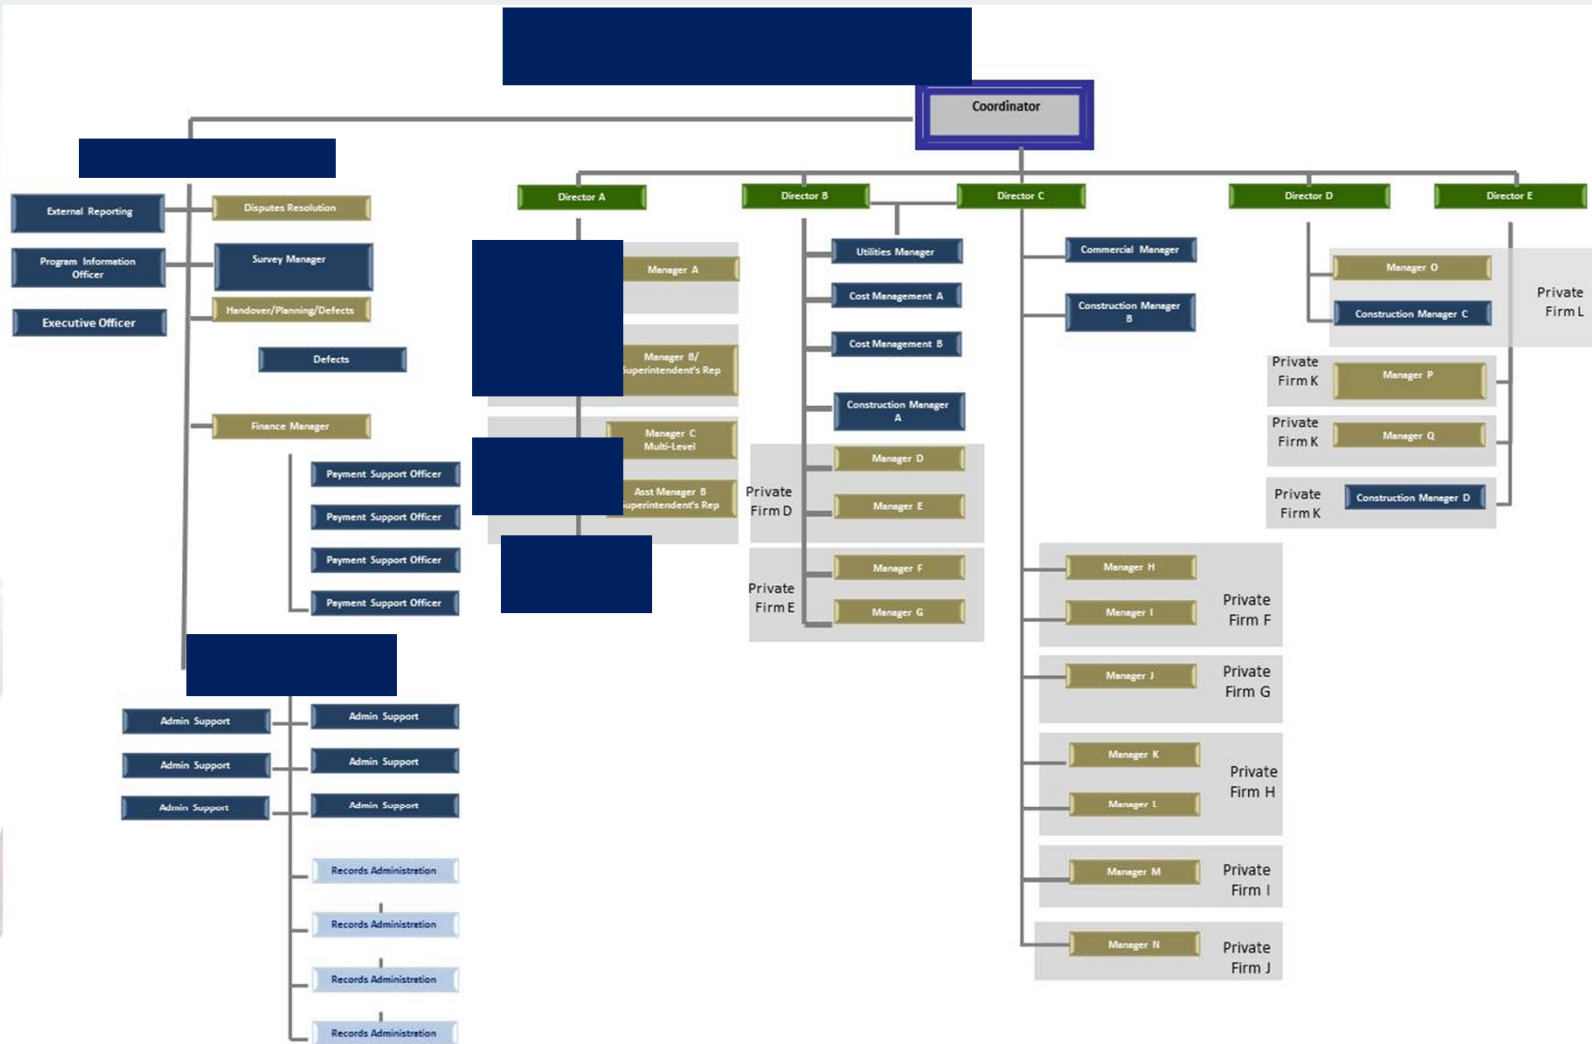 Coordinator
External Reporting
Disputes Resolution
Program Information
Officer
Survey Manager
Handover/Planning/Defects
Executive Officer
Defects
Finance Manager
Payment Support Officer
Payment Support Officer
Payment Support Officer
Payment Support Officer
Admin Support
Admin Support
Admin Support
Admin Support
Admin Support
Admin Support
Records Administration
Records Administration
Records Administration
Records Administration
Director A
Manager A
Manager B/
Superintendent's Rep
Manager C
Multi-Level
Asst Manager B
Superintendent's Rep
Director B
Utilities Manager
Cost Management A
Cost Management B
Construction Manager
A
Private
Firm D
Manager D
Manager E
Private
Firm E
Manager F
Manager G
Director C
Commercial Manager
Construction Manager
B
Manager H
Manager I
Private
Firm F
Manager J
Private
Firm G
Manager K
Manager L
Private
Firm H
Manager M
Private
Firm I
Manager N
Private
Firm J
Director D
Manager O
Construction Manager C
Private
Firm L
Director E
Private
Firm K
Manager P
Private
Firm K
Manager Q
Private
Firm K
Construction Manager D